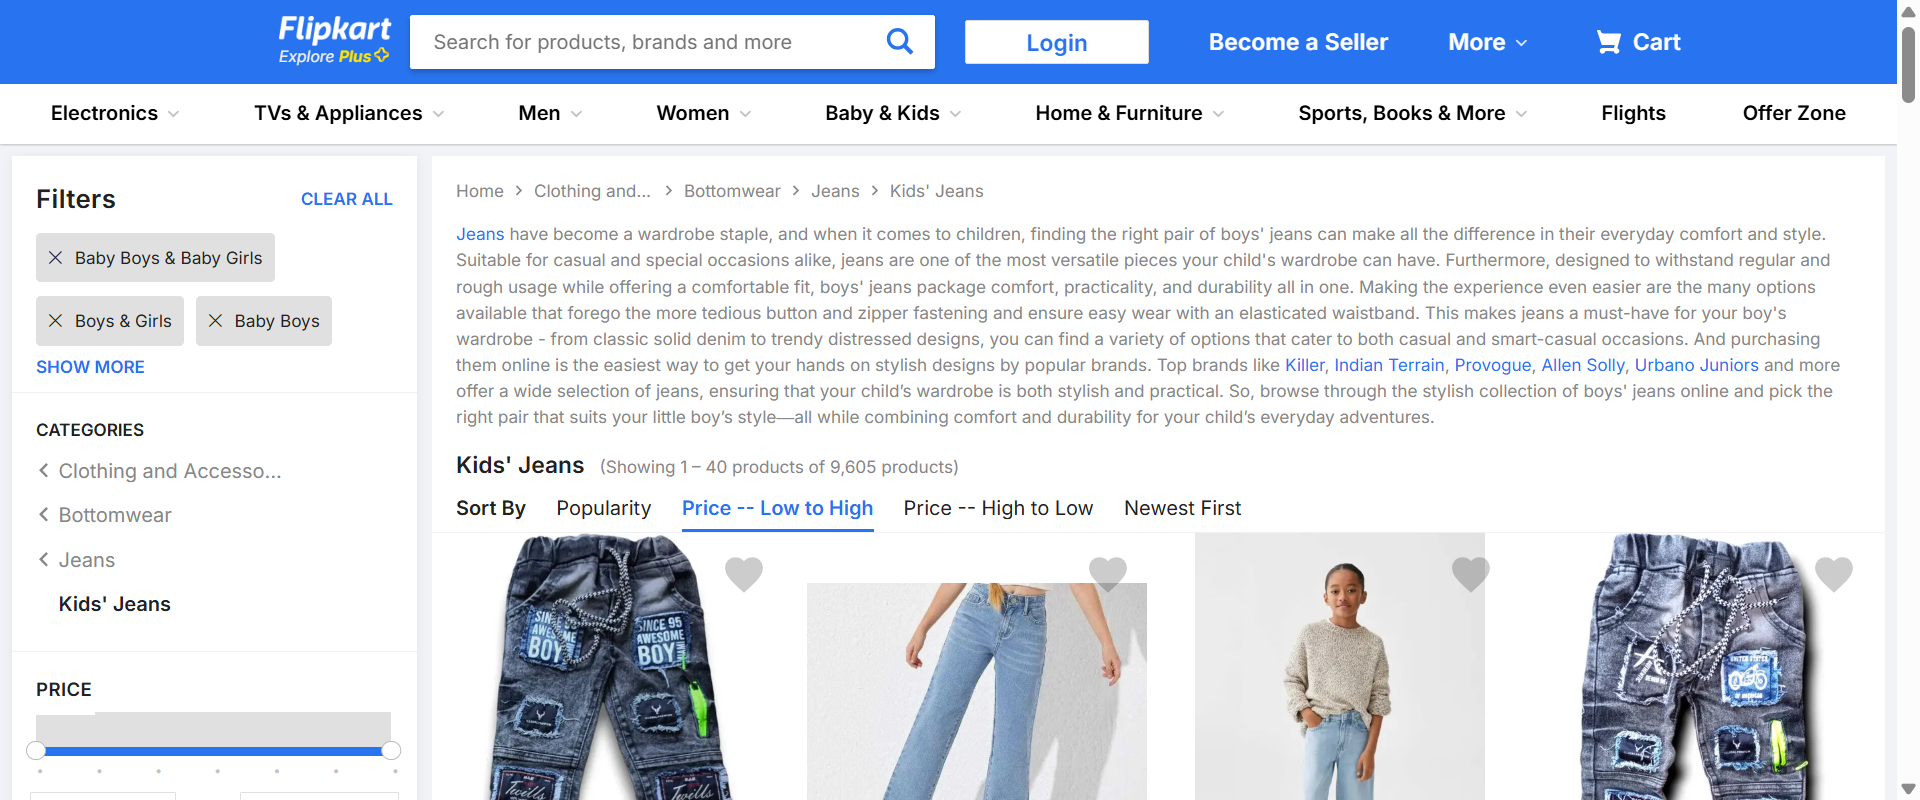 Flipkart
Explore Plus
Search for products, brands and more
Login
Become a Seller
More
Cart
Electronics
TVs & Appliances
Men
Women
Baby & Kids
Home & Furniture
Sports, Books & More
Flights
Offer Zone
Filters
CLEAR ALL
Baby Boys & Baby Girls
Boys & Girls
Baby Boys
SHOW MORE
CATEGORIES
Clothing and Accesso...
Bottomwear
Jeans
Kids' Jeans
PRICE
Home
Clothing and...
Bottomwear
Jeans
Kids' Jeans
Jeans have become a wardrobe staple, and when it comes to children, finding the right pair of boys' jeans can make all the difference in their everyday comfort and style.
Suitable for casual and special occasions alike, jeans are one of the most versatile pieces your child's wardrobe can have. Furthermore, designed to withstand regular and
rough usage while offering a comfortable fit, boys' jeans package comfort, practicality, and durability all in one. Making the experience even easier are the many options
available that forego the more tedious button and zipper fastening and ensure easy wear with an elasticated waistband. This makes jeans a must-have for your boy's
wardrobe - from classic solid denim to trendy distressed designs, you can find a variety of options that cater to both casual and smart-casual occasions. And purchasing
them online is the easiest way to get your hands on stylish designs by popular brands. Top brands like Killer, Indian Terrain, Provogue, Allen Solly, Urbano Juniors and more
offer a wide selection of jeans, ensuring that your child’s wardrobe is both stylish and practical. So, browse through the stylish collection of boys' jeans online and pick the
right pair that suits your little boy’s style—all while combining comfort and durability for your child’s everyday adventures.
Kids' Jeans (Showing 1 – 40 products of 9,605 products)
Sort By
Popularity
Price -- Low to High
Price -- High to Low
Newest First
SINCE 95
AWESOME
BOY
UNITED STATES